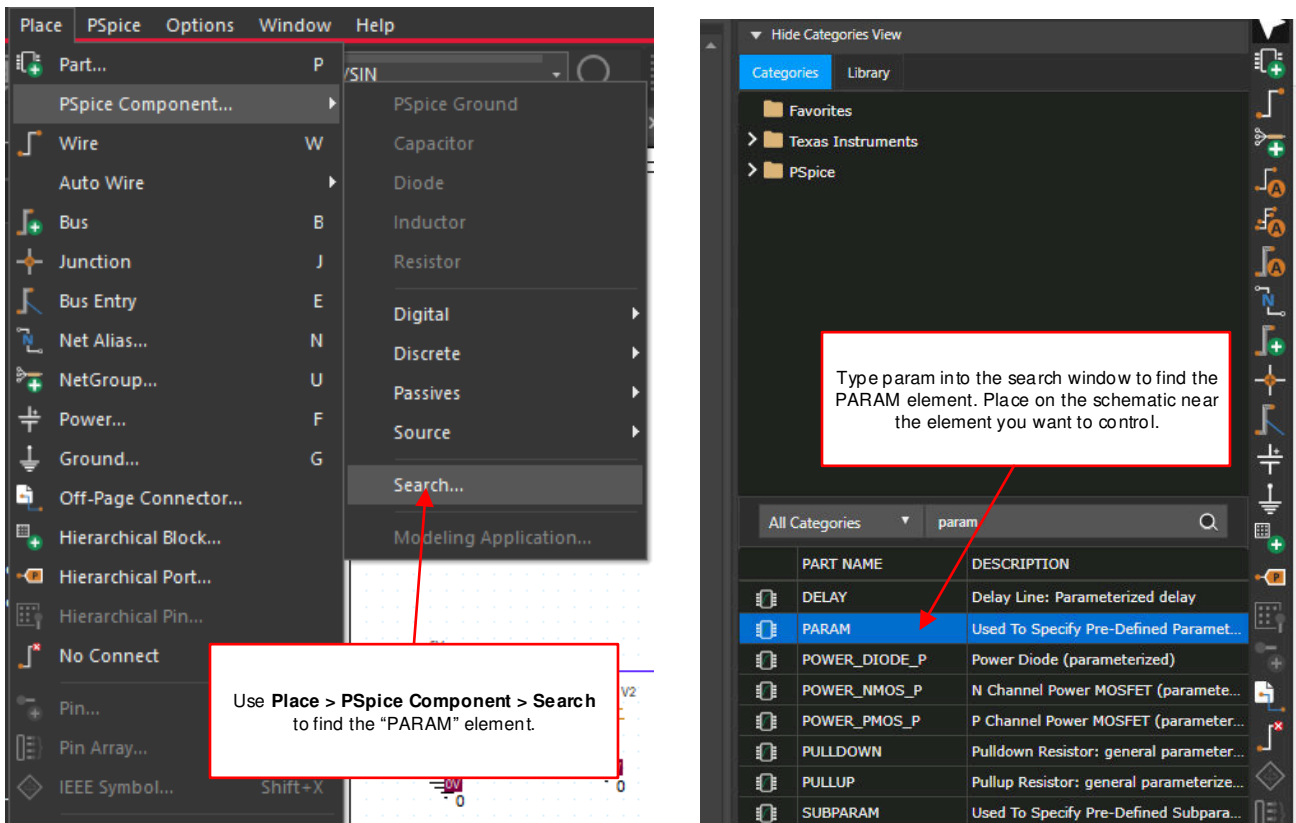 Place PSpice Options Window Help
Part... P
PSpice Component...
Wire W
Auto Wire
Bus B
Junction J
Bus Entry E
Net Alias... N
NetGroup... U
Power... F
Ground... G
Off-Page Connector...
Hierarchical Block...
Hierarchical Port...
Hierarchical Pin...
No Connect
Pin...
Pin Array...
IEEE Symbol... Shift+X
/SIN
PSpice Ground
Capacitor
Diode
Inductor
Resistor
Digital
Discrete
Passives
Source
Search...
Modeling Application...
Use Place > PSpice Component > Search
to find the “PARAM” element.
V2
0V
0
0
Hide Categories View
Categories Library
Favorites
Texas Instruments
PSpice
Type param into the search window to find the
PARAM element. Place on the schematic near
the element you want to control.
All Categories param
PART NAME DESCRIPTION
DELAY Delay Line: Parameterized delay
PARAM Used To Specify Pre-Defined Paramet...
POWER_DIODE_P Power Diode (parameterized)
POWER_NMOS_P N Channel Power MOSFET (paramete...
POWER_PMOS_P P Channel Power MOSFET (parameter...
PULLDOWN Pulldown Resistor: general parameter...
PULLUP Pullup Resistor: general parameterize...
SUBPARAM Used To Specify Pre-Defined Subpara...